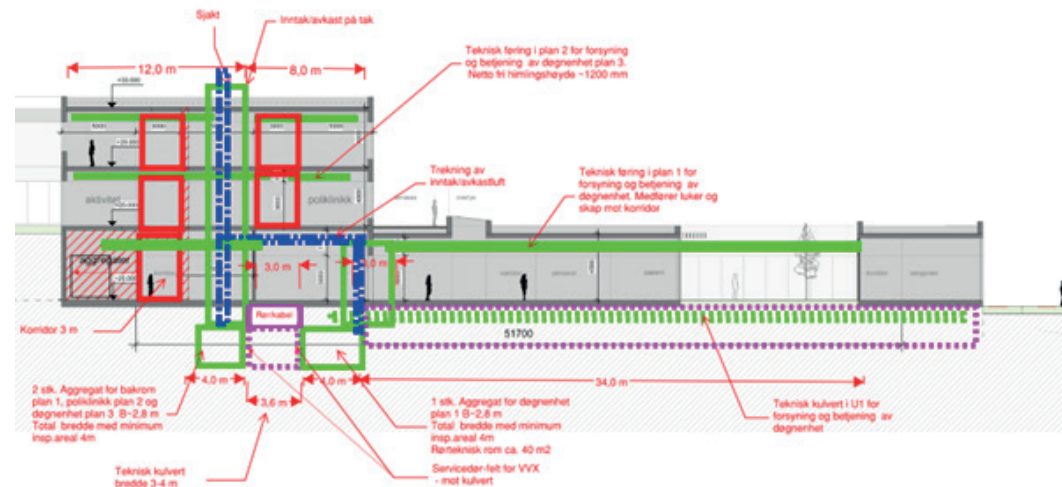 Sjakt
Inntak/avkast på tak
Teknisk føring i plan 2 for forsyning
og betjening av døgnenhet plan 3.
Netto fri himlingshøyde ~1200 mm
12,0 m
8,0 m
Trekning av
inntak/avkastluft
Teknisk føring i plan 1 for
forsyning og betjening av
døgnenhet. Medfører luker og
skap mot korridor
aktivitet
poliklinikk
aggregater
3,0 m
3,0 m
Rørkabel
Korridor 3 m
51700
4,0 m
4,0 m
34,0 m
3,6 m
2 stk. Aggregat for bakrom
plan 1, poliklinikk plan 2 og
døgnenhet plan 3 B~2,8 m
Total bredde med minimum
insp.areal 4m
1 stk. Aggregat for døgnenhet
plan 1 B~2,8 m
Total bredde med minimum
insp.areal 4m
Rørteknisk rom ca. 40 m2
Teknisk kulvert i U1 for
forsyning og betjening av
døgnenhet
Teknisk kulvert
bredde 3-4 m
Servicedør-felt for VVX
- mot kulvert